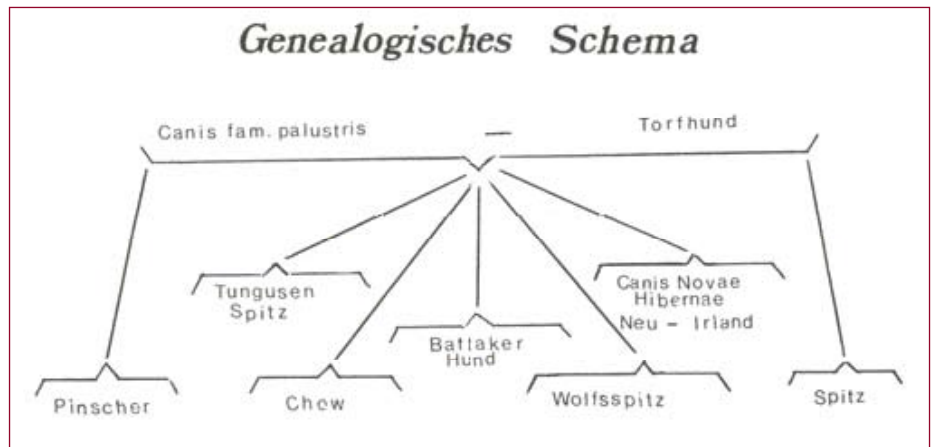 Genealogisches Schema
Canis fam. palustris – Torfhund
Tungusen
Spitz
Canis Novae
Hibernae
Neu – Irland
Battaker
Hund
Pinscher
Chow
Wolfsspitz
Spitz